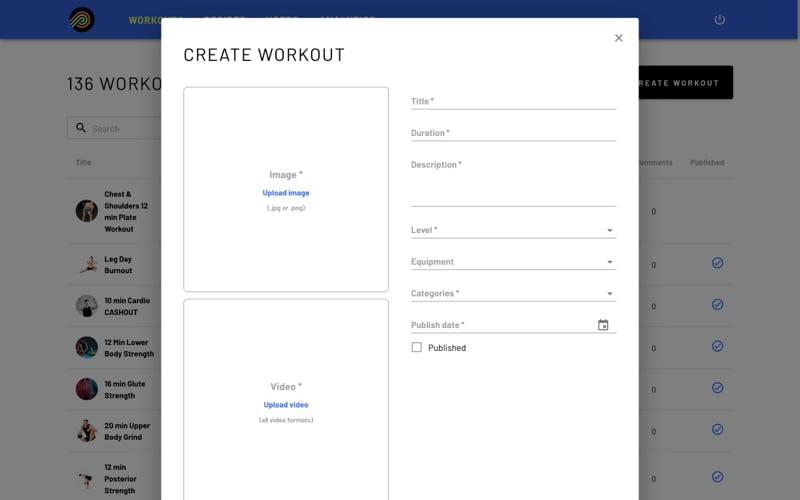 WORKOUTS RECIPES USERS ANALYTICS
CREATE WORKOUT
136 WORKO
REATE WORKOUT
Search
Title
omments
Published
Chest &
Shoulders 12
min Plate
Workout
0
Leg Day
Burnout
0
10 min Cardio
CASHOUT
0
12 Min Lower
Body Strength
0
16 min Glute
Strength
0
20 min Upper
Body Grind
0
12 min
Posterior
Strength
0
Image *
Upload image
(.jpg or .png)
Video *
Upload video
(all video formats)
Title *
Duration *
Description *
Level *
Equipment
Categories *
Publish date *
Published